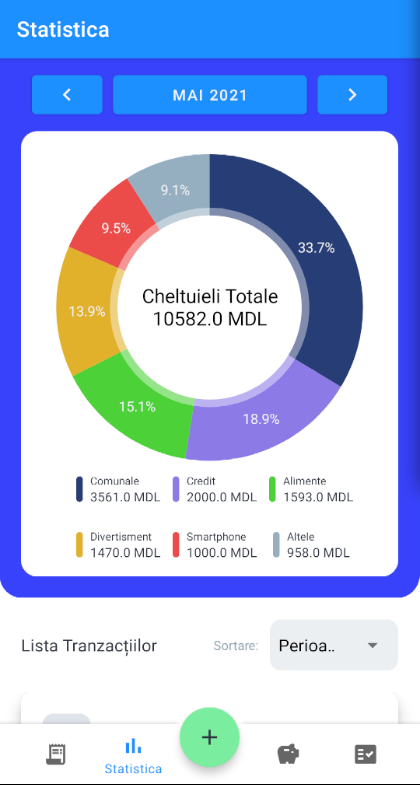 Statistica
MAI 2021
9.1%
33.7%
9.5%
13.9%
Cheltuieli Totale
10582.0 MDL
15.1%
18.9%
Comunale
3561.0 MDL
Credit
2000.0 MDL
Alimente
1593.0 MDL
Divertisment
1470.0 MDL
Smartphone
1000.0 MDL
Altele
958.0 MDL
Lista Tranzacțiilor
Sortare:
Perioa..
Statistica